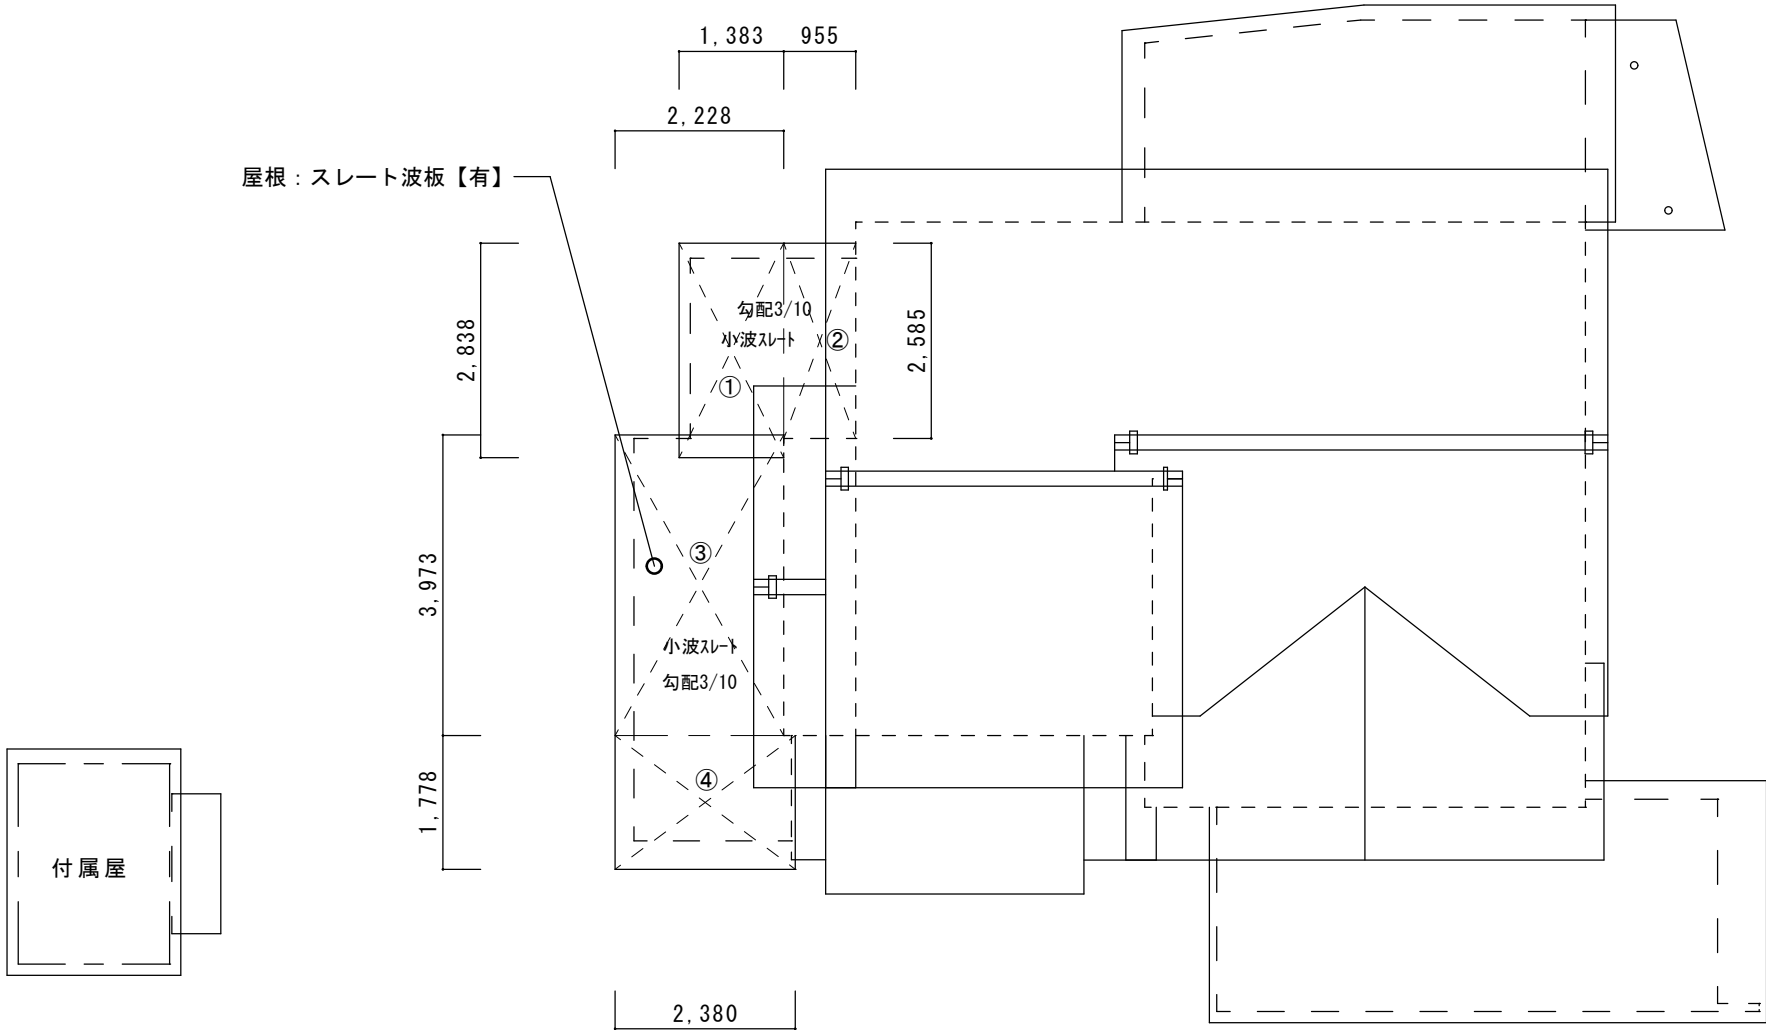 1,383
955
2,228
屋根：スレート波板【有】
勾配3/10
小波スレート
②
①
2,838
2,585
3,973
③
小波スレート
勾配3/10
1,778
④
付属屋
2,380